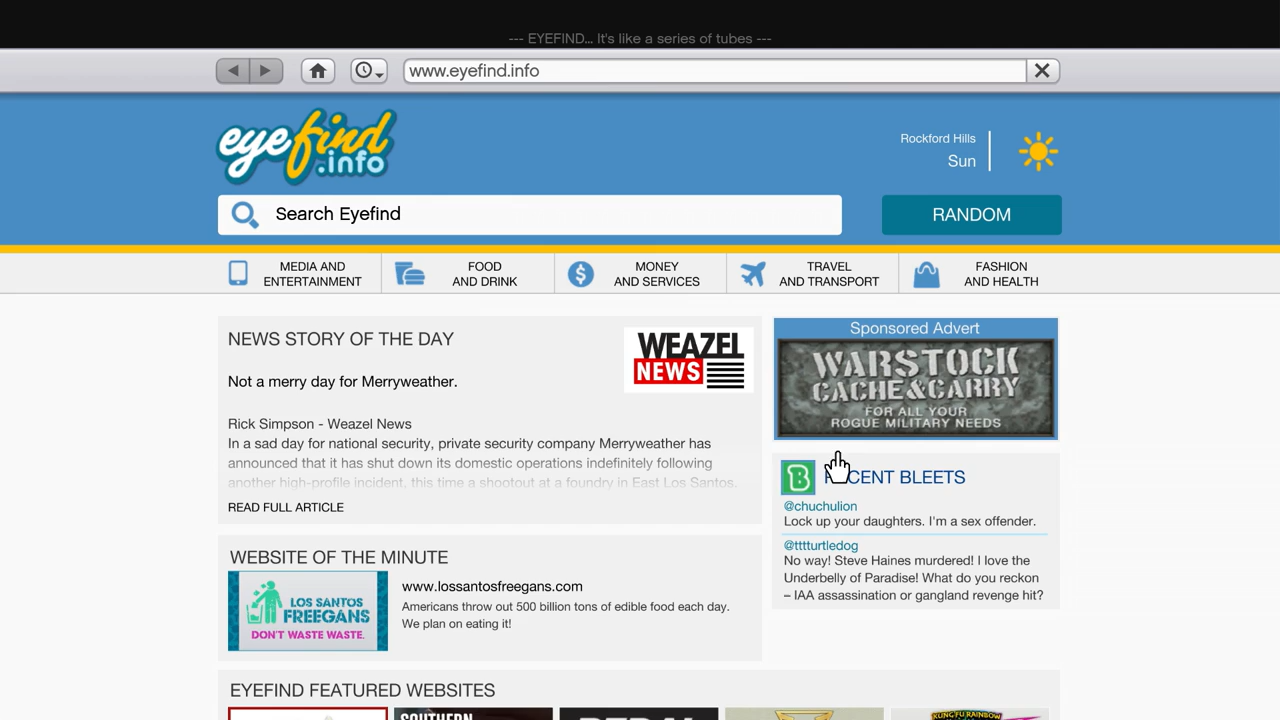 --- EYEFIND... It's like a series of tubes ---
www.eyefind.info
eyefind
.info
Rockford Hills
Sun
Search Eyefind
RANDOM
MEDIA AND
ENTERTAINMENT
FOOD
AND DRINK
MONEY
AND SERVICES
TRAVEL
AND TRANSPORT
FASHION
AND HEALTH
NEWS STORY OF THE DAY
WEAZEL
NEWS
Not a merry day for Merryweather.
Rick Simpson - Weazel News
In a sad day for national security, private security company Merryweather has
announced that it has shut down its domestic operations indefinitely following
another high-profile incident, this time a shootout at a foundry in East Los Santos.
READ FULL ARTICLE
Sponsored Advert
WARSTOCK
CACHE & CARRY
FOR ALL YOUR
ROGUE MILITARY NEEDS
B
RECENT BLEETS
@chuchulion
Lock up your daughters. I'm a sex offender.
@tttturtledog
No way! Steve Haines murdered! I love the
Underbelly of Paradise! What do you reckon
– IAA assassination or gangland revenge hit?
WEBSITE OF THE MINUTE
LOS SANTOS
FREEGANS
DON'T WASTE WASTE.
www.lossantosfreegans.com
Americans throw out 500 billion tons of edible food each day.
We plan on eating it!
EYEFIND FEATURED WEBSITES
SOUTHERN
KUNG FU RAINBOW